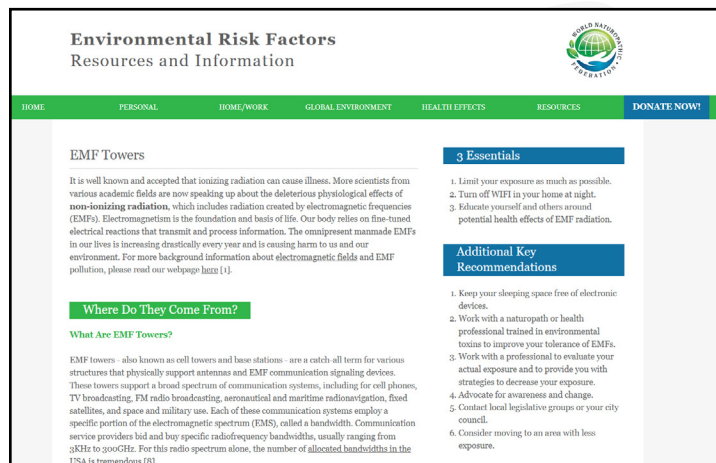 Environmental Risk Factors
Resources and Information
WORLD NATUROPATHIC FEDERATION
HOME PERSONAL HOME/WORK GLOBAL ENVIRONMENT HEALTH EFFECTS RESOURCES DONATE NOW!
EMF Towers
It is well known and accepted that ionizing radiation can cause illness. More scientists from
various academic fields are now speaking up about the deleterious physiological effects of
non-ionizing radiation, which includes radiation created by electromagnetic frequencies
(EMFs). Electromagnetism is the foundation and basis of life. Our body relies on fine-tuned
electrical reactions that transmit and process information. The omnipresent manmade EMFs
in our lives is increasing drastically every year and is causing harm to us and our
environment. For more background information about electromagnetic fields and EMF
pollution, please read our webpage here [1].
Where Do They Come From?
What Are EMF Towers?
EMF towers - also known as cell towers and base stations - are a catch-all term for various
structures that physically support antennas and EMF communication signaling devices.
These towers support a broad spectrum of communication systems, including for cell phones,
TV broadcasting, FM radio broadcasting, aeronautical and maritime radionavigation, fixed
satellites, and space and military use. Each of these communication systems employ a
specific portion of the electromagnetic spectrum (EMS), called a bandwidth. Communication
service providers bid and buy specific radiofrequency bandwidths, usually ranging from
3KHz to 300GHz. For this radio spectrum alone, the number of allocated bandwidths in the
USA is tremendous [8].
3 Essentials
1. Limit your exposure as much as possible.
2. Turn off WIFI in your home at night.
3. Educate yourself and others around
potential health effects of EMF radiation.
Additional Key
Recommendations
1. Keep your sleeping space free of electronic
devices.
2. Work with a naturopath or health
professional trained in environmental
toxins to improve your tolerance of EMFs.
3. Work with a professional to evaluate your
actual exposure and to provide you with
strategies to decrease your exposure.
4. Advocate for awareness and change.
5. Contact local legislative groups or your city
council.
6. Consider moving to an area with less
exposure.